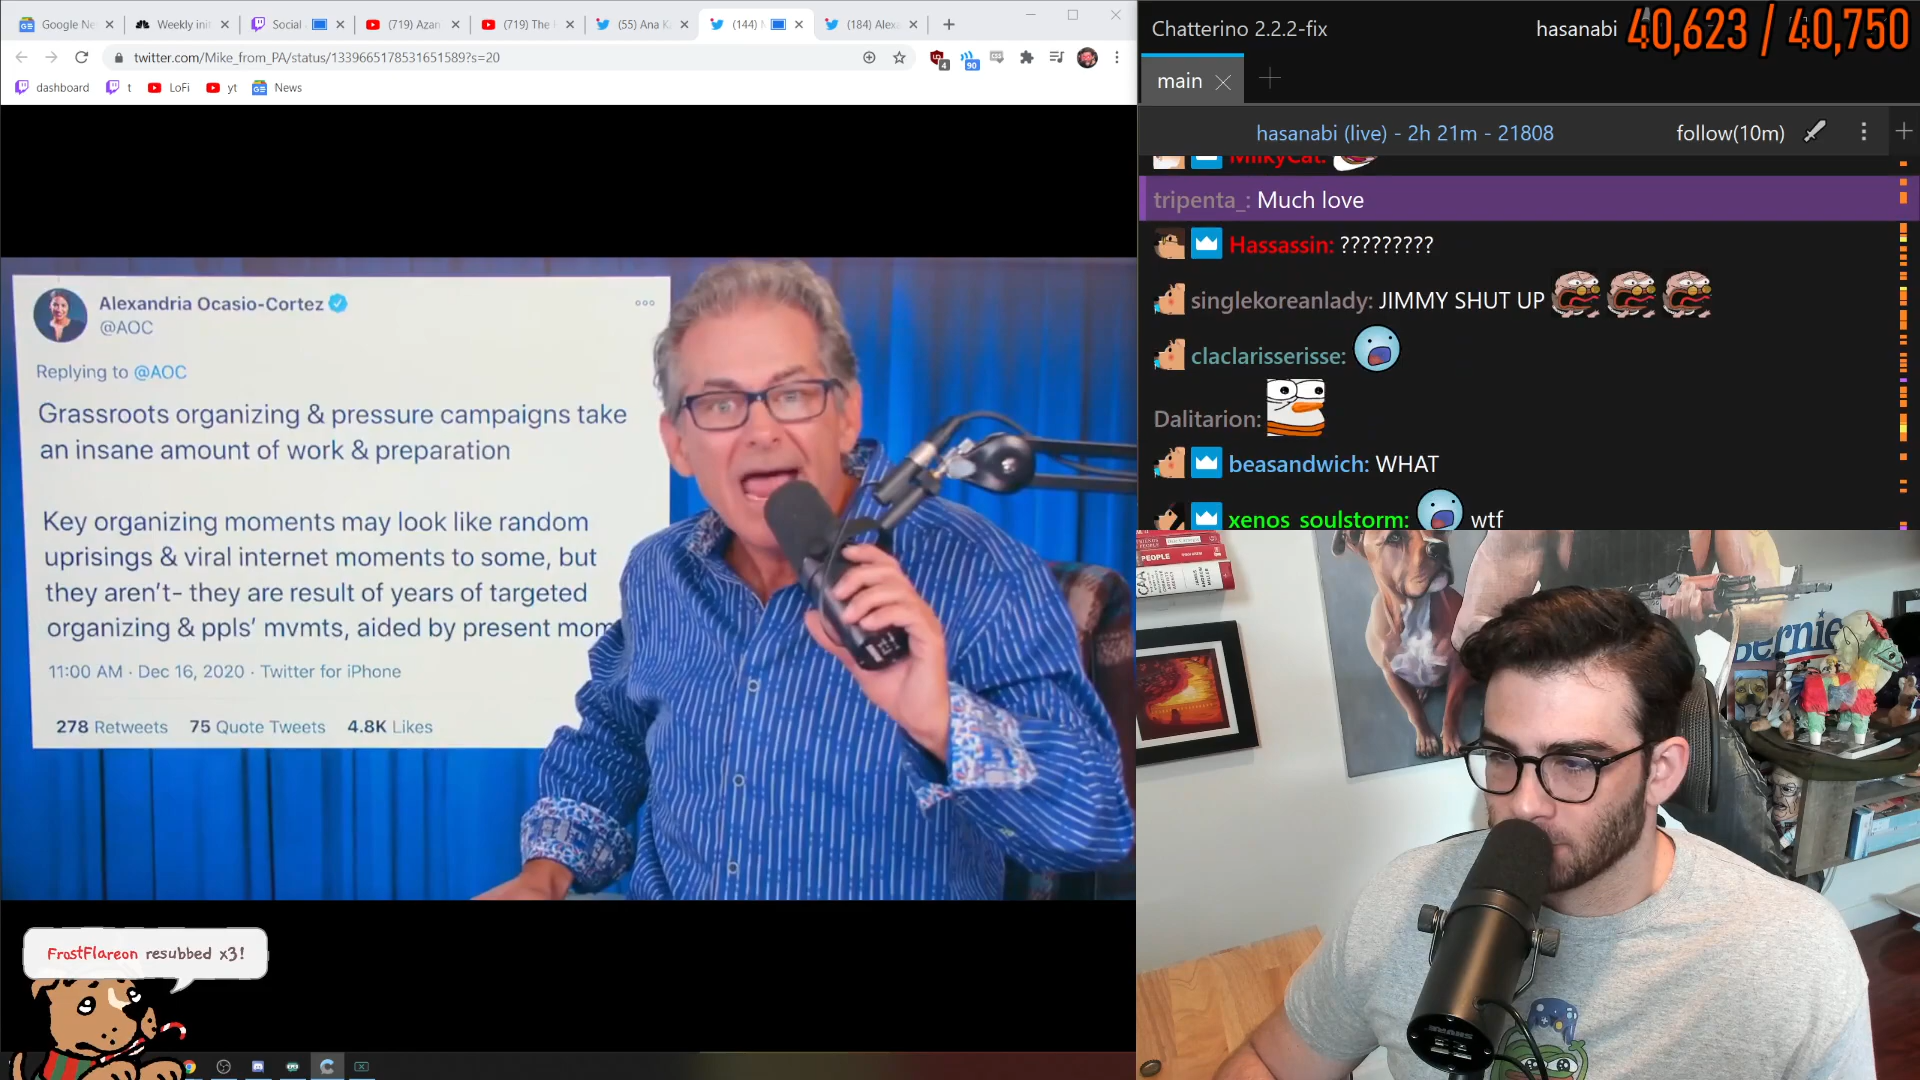 Google Ne
Weekly ini
Social
(719) Azar
(719) The
(55) Ana K
(144)
(184) Alex
twitter.com/Mike_from_PA/status/1339665178531651589?s=20
4
90
dashboard
t
LoFi
yt
News
Alexandria Ocasio-Cortez
@AOC
Replying to @AOC
Grassroots organizing & pressure campaigns take
an insane amount of work & preparation
Key organizing moments may look like random
uprisings & viral internet moments to some, but
they aren't- they are result of years of targeted
organizing & ppls' mvmts, aided by present mom
11:00 AM · Dec 16, 2020 · Twitter for iPhone
278 Retweets 75 Quote Tweets 4.8K Likes
FrostFlareon resubbed x3!
Chatterino 2.2.2-fix
hasanabi
40,623 / 40,750
main
hasanabi (live) - 2h 21m - 21808
follow(10m)
MilkyCat:
tripenta_: Much love
Hassassin: ?????????
singlekoreanlady: JIMMY SHUT UP
claclarisserisse:
Dalitarion:
beasandwich: WHAT
xenos_soulstorm: wtf
PEOPLE
Bernie